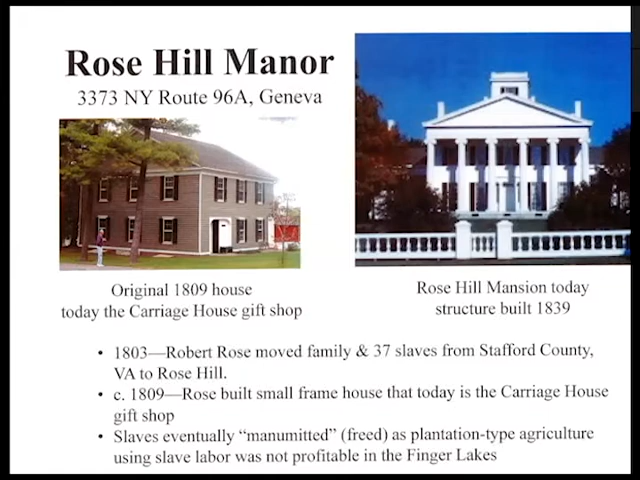 Rose Hill Manor
3373 NY Route 96A, Geneva
Original 1809 house
today the Carriage House gift shop
Rose Hill Mansion today
structure built 1839
• 1803—Robert Rose moved family & 37 slaves from Stafford County,
VA to Rose Hill.
• c. 1809—Rose built small frame house that today is the Carriage House
gift shop
• Slaves eventually “manumitted” (freed) as plantation-type agriculture
using slave labor was not profitable in the Finger Lakes